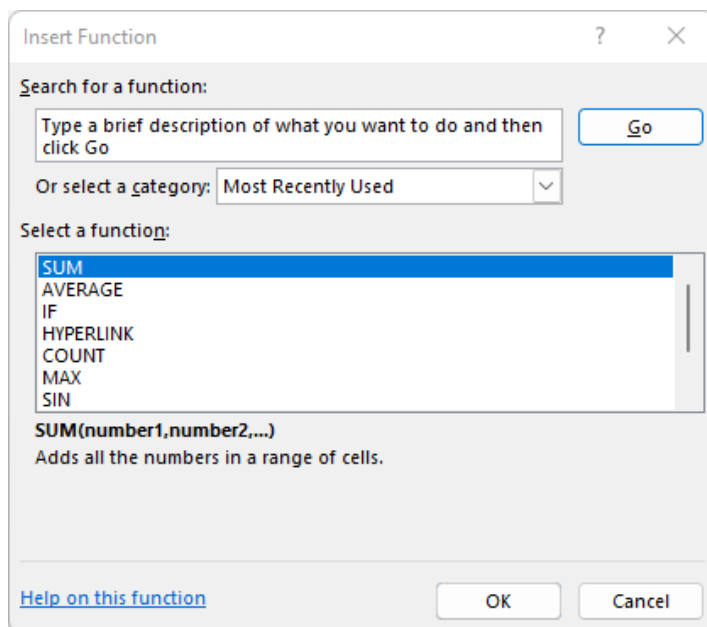 Insert Function
?
Search for a function:
Type a brief description of what you want to do and then
click Go
Go
Or select a category: Most Recently Used
Select a function:
SUM
AVERAGE
IF
HYPERLINK
COUNT
MAX
SIN
SUM(number1,number2,...)
Adds all the numbers in a range of cells.
Help on this function
OK
Cancel